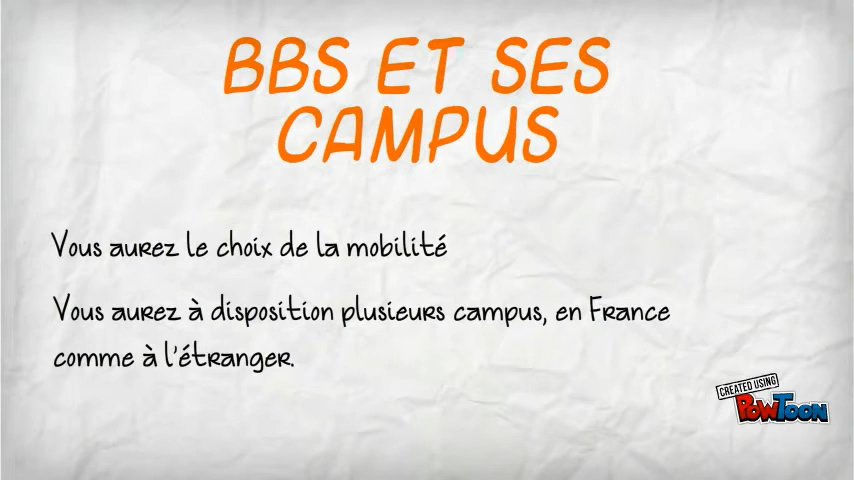 BBS ET SES
CAMPUS
Vous aurez le choix de la mobilité
Vous aurez à disposition plusieurs campus, en France
comme à l'étranger.
CREATED USING
POWTOON